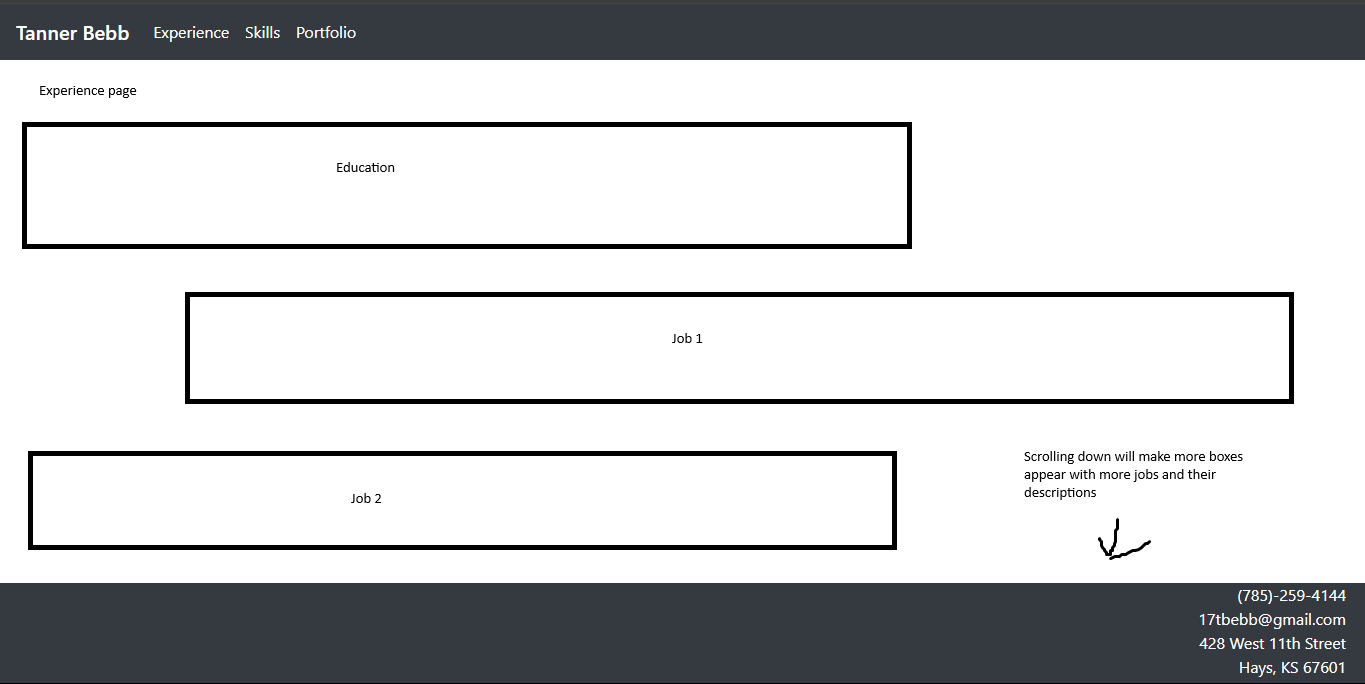 Tanner Bebb Experience Skills Portfolio
Experience page
Education
Job 1
Job 2
Scrolling down will make more boxes
appear with more jobs and their
descriptions
(785)-259-4144
17tbebb@gmail.com
428 West 11th Street
Hays, KS 67601